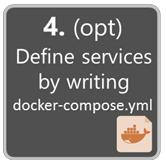 4. (opt)
Define services
by writing
docker-compose.yml